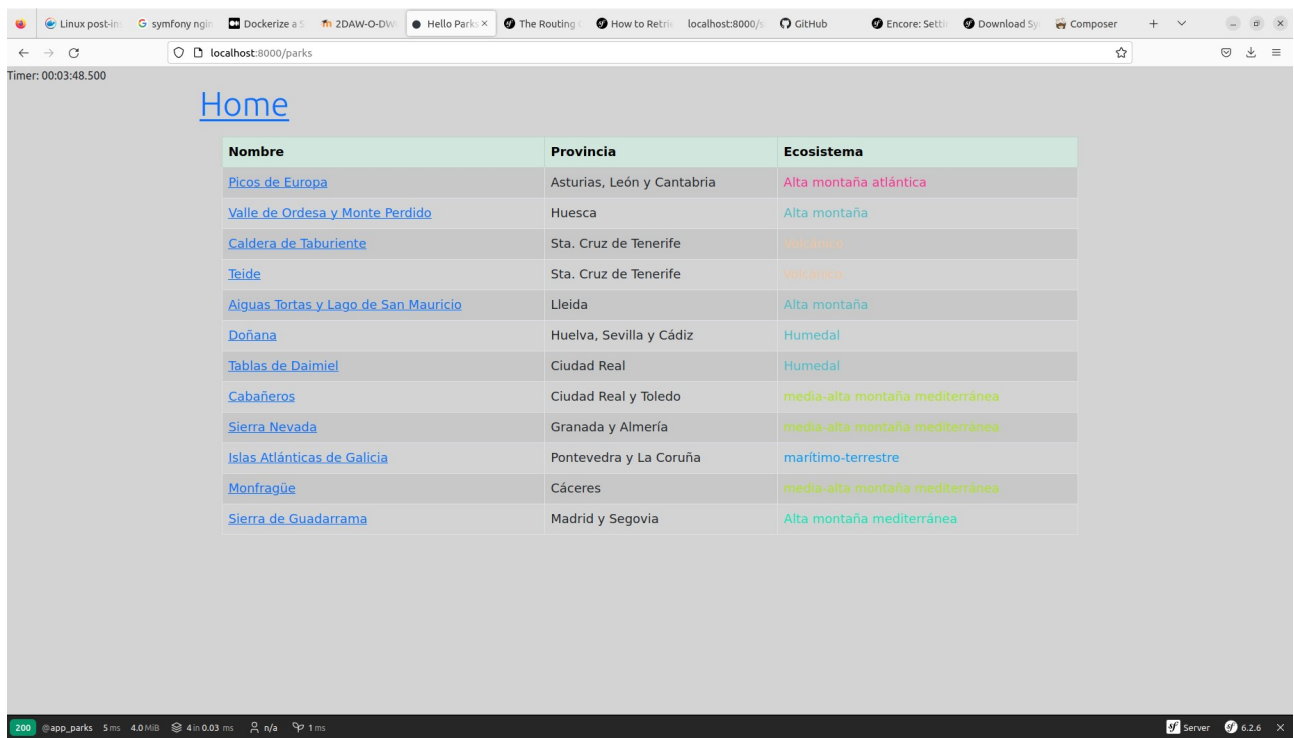 Linux post-in
symfony ngin
Dockerize a S
2DAW-O-DW
Hello Parks
The Routing
How to Retrie
localhost:8000/s
GitHub
Encore: Setti
Download Sy
Composer
localhost:8000/parks
Timer: 00:03:48.500
Home
Nombre Provincia Ecosistema
Picos de Europa Asturias, León y Cantabria Alta montaña atlántica
Valle de Ordesa y Monte Perdido Huesca Alta montaña
Caldera de Taburiente Sta. Cruz de Tenerife Volcánico
Teide Sta. Cruz de Tenerife Volcánico
Aiguas Tortas y Lago de San Mauricio Lleida Alta montaña
Doñana Huelva, Sevilla y Cádiz Humedal
Tablas de Daimiel Ciudad Real Humedal
Cabañeros Ciudad Real y Toledo media-alta montaña mediterránea
Sierra Nevada Granada y Almería media-alta montaña mediterránea
Islas Atlánticas de Galicia Pontevedra y La Coruña marítimo-terrestre
Monfragüe Cáceres media-alta montaña mediterránea
Sierra de Guadarrama Madrid y Segovia Alta montaña mediterránea
200 @app_parks 5 ms 4.0 MiB 4 in 0.03 ms n/a 1 ms sf Server sf 6.2.6